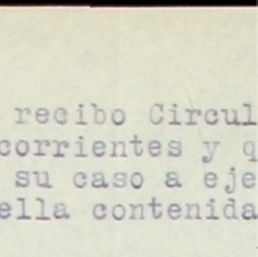 recibo Circul
corrientes y q
su caso a eje
ella contenida